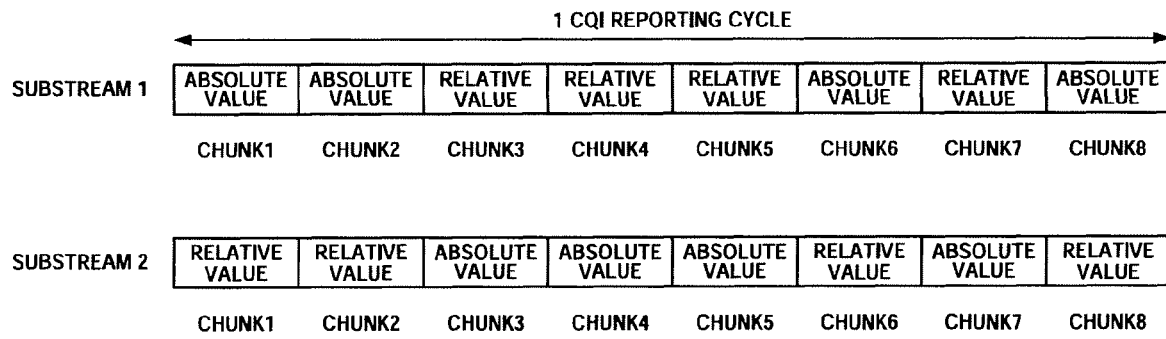 1 CQI REPORTING CYCLE
SUBSTREAM 1
ABSOLUTE VALUE
ABSOLUTE VALUE
RELATIVE VALUE
RELATIVE VALUE
RELATIVE VALUE
ABSOLUTE VALUE
RELATIVE VALUE
ABSOLUTE VALUE
CHUNK1 CHUNK2 CHUNK3 CHUNK4 CHUNK5 CHUNK6 CHUNK7 CHUNK8
SUBSTREAM 2
RELATIVE VALUE
RELATIVE VALUE
ABSOLUTE VALUE
ABSOLUTE VALUE
ABSOLUTE VALUE
RELATIVE VALUE
ABSOLUTE VALUE
RELATIVE VALUE
CHUNK1 CHUNK2 CHUNK3 CHUNK4 CHUNK5 CHUNK6 CHUNK7 CHUNK8